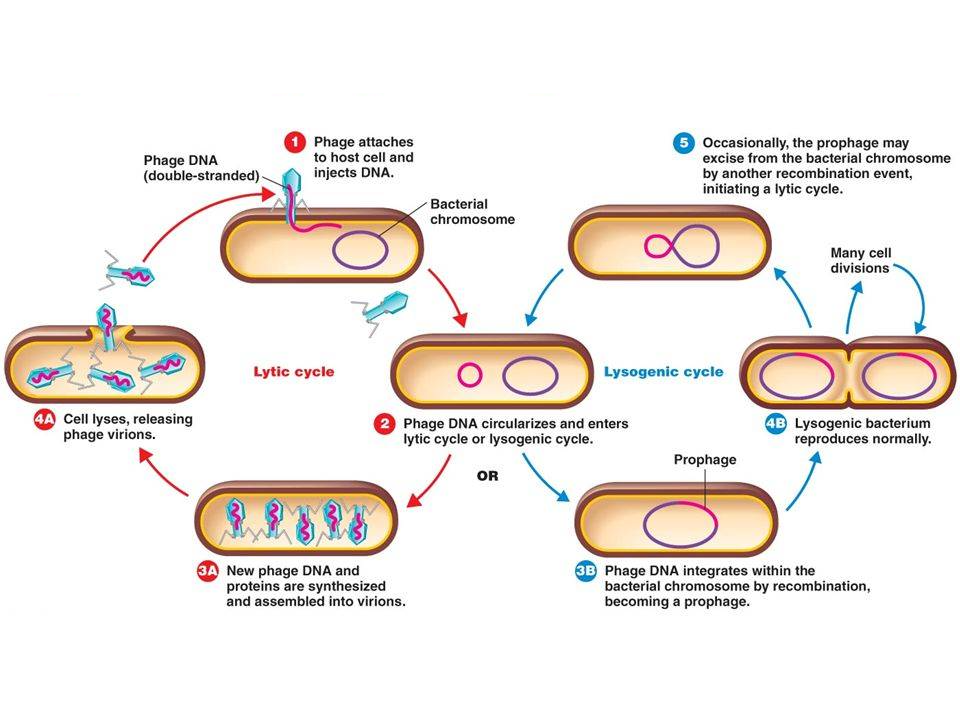 1 Phage attaches
to host cell and
injects DNA.
Phage DNA
(double-stranded)
Bacterial
chromosome
5 Occasionally, the prophage may
excise from the bacterial chromosome
by another recombination event,
initiating a lytic cycle.
Many cell
divisions
Lytic cycle
Lysogenic cycle
4A Cell lyses, releasing
phage virions.
2 Phage DNA circularizes and enters
lytic cycle or lysogenic cycle.
4B Lysogenic bacterium
reproduces normally.
OR
Prophage
3A New phage DNA and
proteins are synthesized
and assembled into virions.
3B Phage DNA integrates within the
bacterial chromosome by recombination,
becoming a prophage.